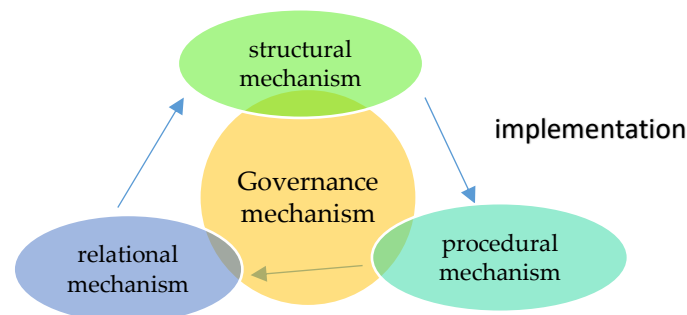 structural
mechanism
implementation
Governance
mechanism
relational
mechanism
procedural
mechanism